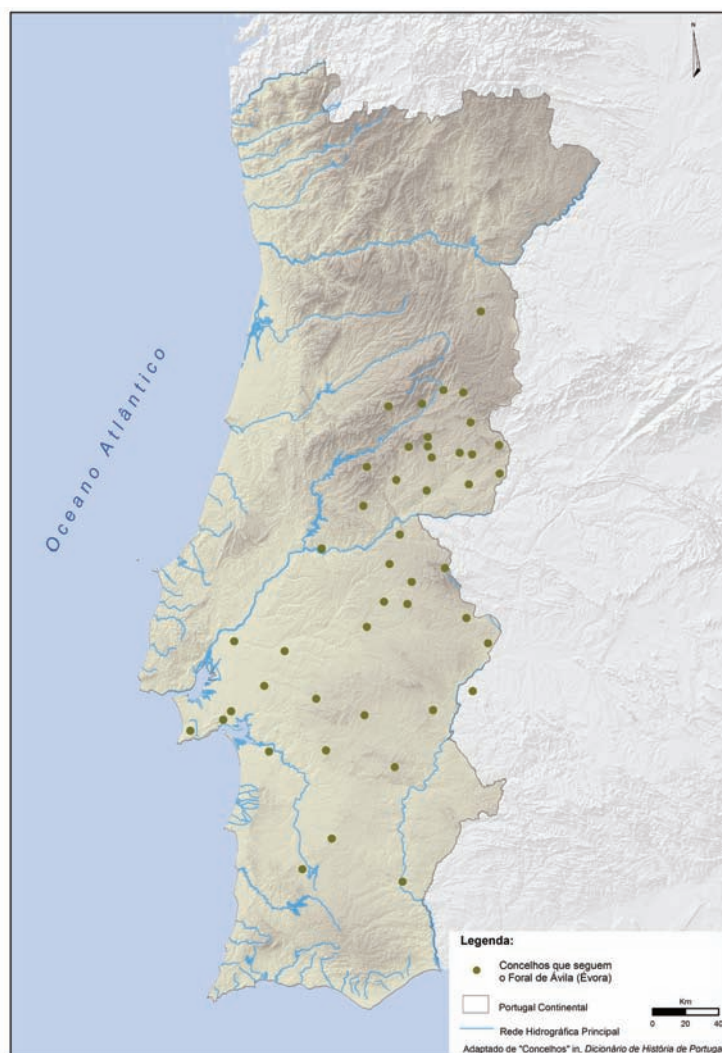 N
Oceano Atlântico
Legenda:
Concelhos que seguem
o Foral de Ávila (Évora)
Portugal Continental
Rede Hidrográfica Principal
Km
0 20 40
Adaptado de "Concelhos" in, Dicionário de História de Portugal